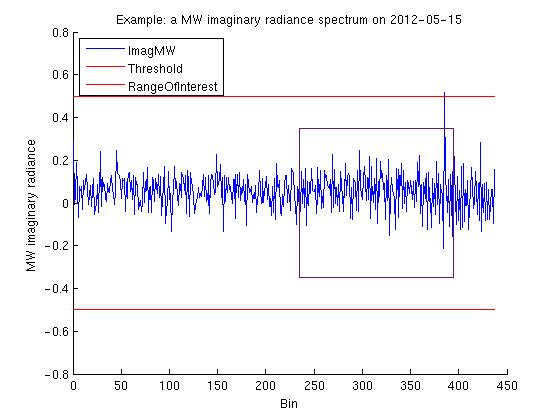 Example: a MW imaginary radiance spectrum on 2012-05-15
0.8
ImagMW
Threshold
RangeOfInterest
0.6
0.4
0.2
0
-0.2
-0.4
-0.6
-0.8
MW imaginary radiance
0 50 100 150 200 250 300 350 400 450
Bin